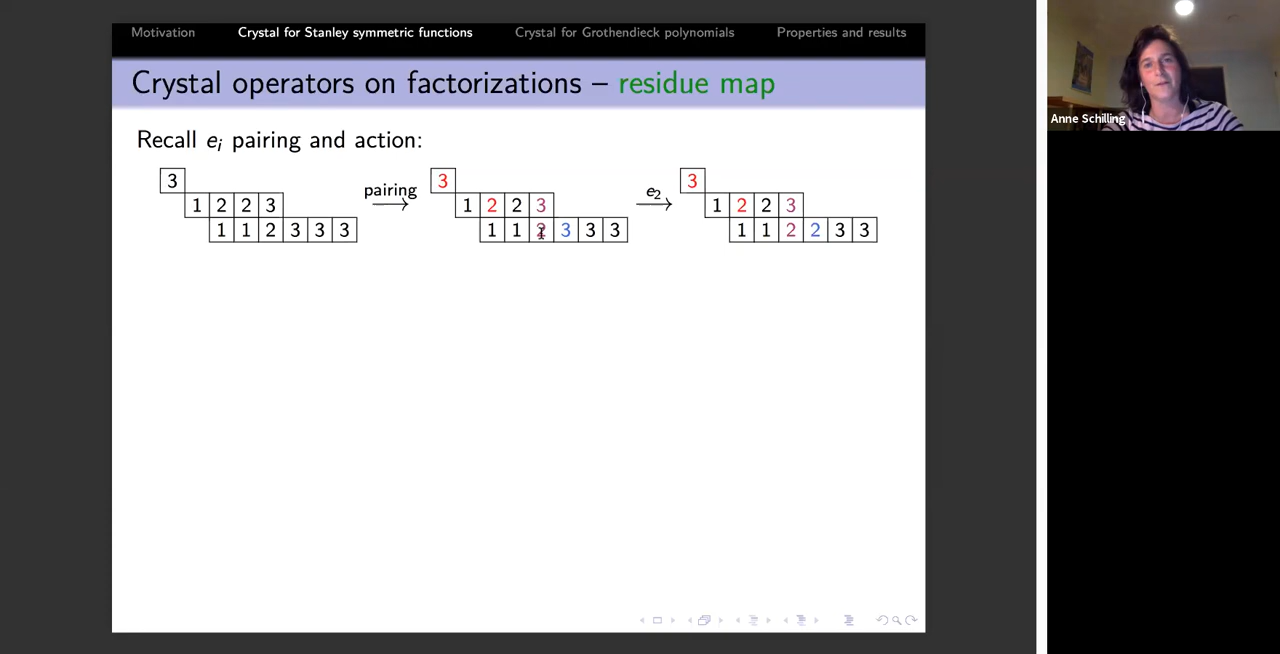 Motivation Crystal for Stanley symmetric functions Crystal for Grothendieck polynomials Properties and results
Crystal operators on factorizations – residue map
Anne Schilling
Recall e_i pairing and action:
3 pairing 3 e_2 3
1 2 2 3 1 2 2 3 1 2 2 3
1 1 2 3 3 3 1 1 2 3 3 3 1 1 2 2 3 3